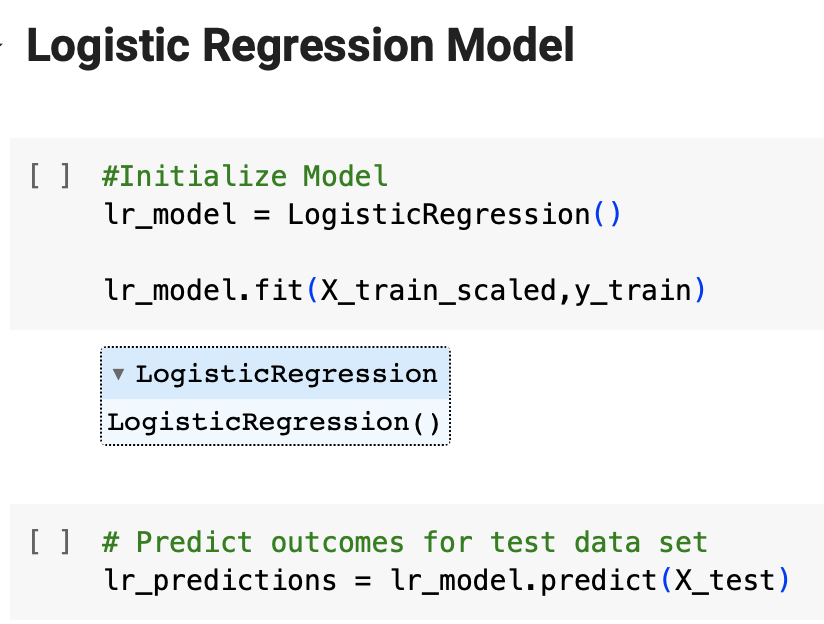 Logistic Regression Model
[ ] #Initialize Model
lr_model = LogisticRegression()
lr_model.fit(X_train_scaled,y_train)
▾ LogisticRegression
LogisticRegression()
[ ] # Predict outcomes for test data set
lr_predictions = lr_model.predict(X_test)